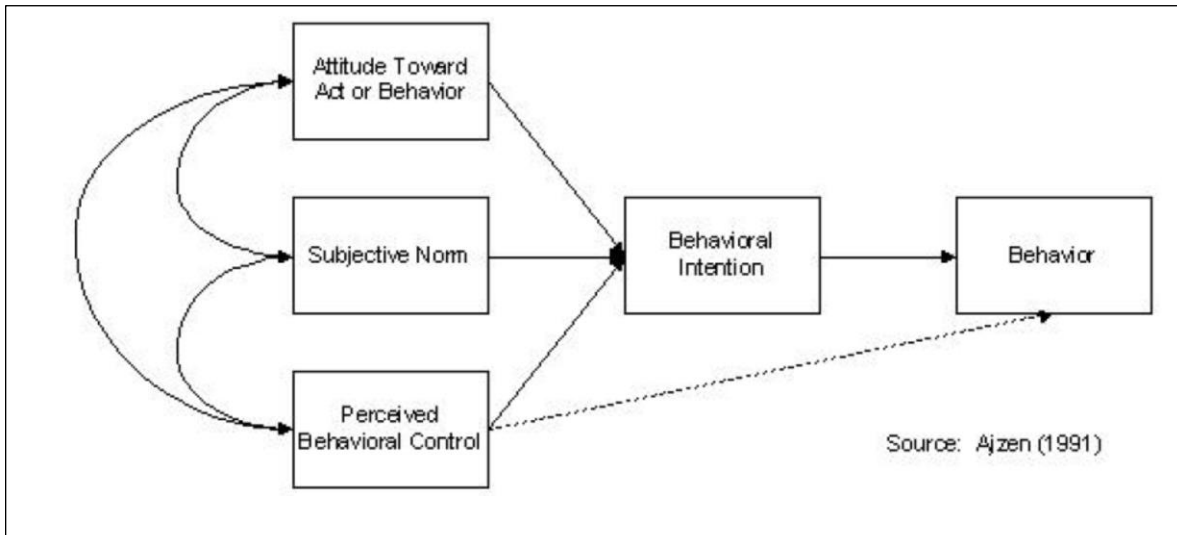 Attitude Toward
Act or Behavior
Subjective Norm
Behavioral
Intention
Behavior
Perceived
Behavioral Control
Source: Ajzen (1991)